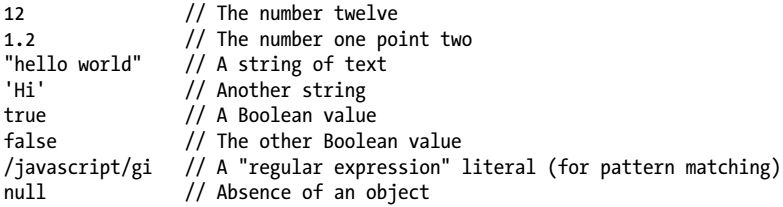 12               // The number twelve
1.2              // The number one point two
"hello world"    // A string of text
'Hi'             // Another string
true             // A Boolean value
false            // The other Boolean value
/javascript/gi   // A "regular expression" literal (for pattern matching)
null             // Absence of an object